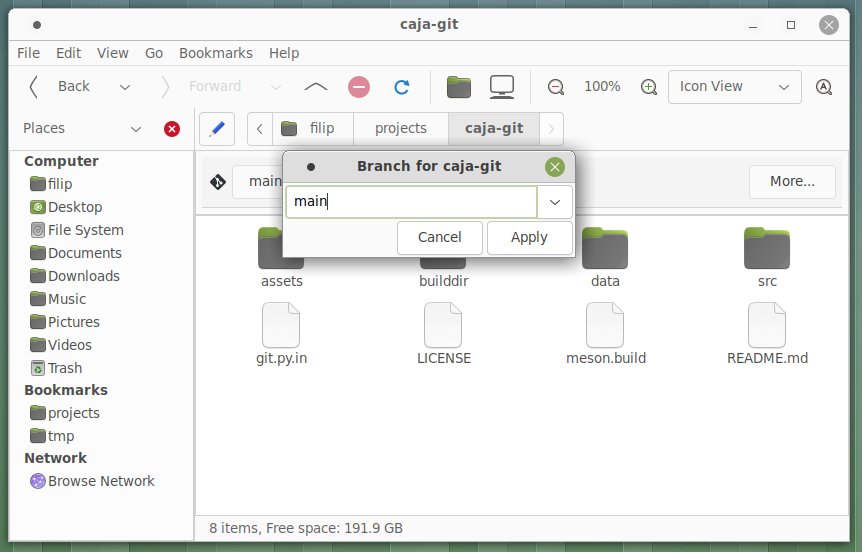 caja-git
File Edit View Go Bookmarks Help
Back Forward 100% Icon View
Places filip projects caja-git
Computer
filip
Desktop
File System
Documents
Downloads
Music
Pictures
Videos
Trash
Bookmarks
projects
tmp
Network
Browse Network
main More...
Branch for caja-git
main
Cancel Apply
assets builddir data src
git.py.in LICENSE meson.build README.md
8 items, Free space: 191.9 GB